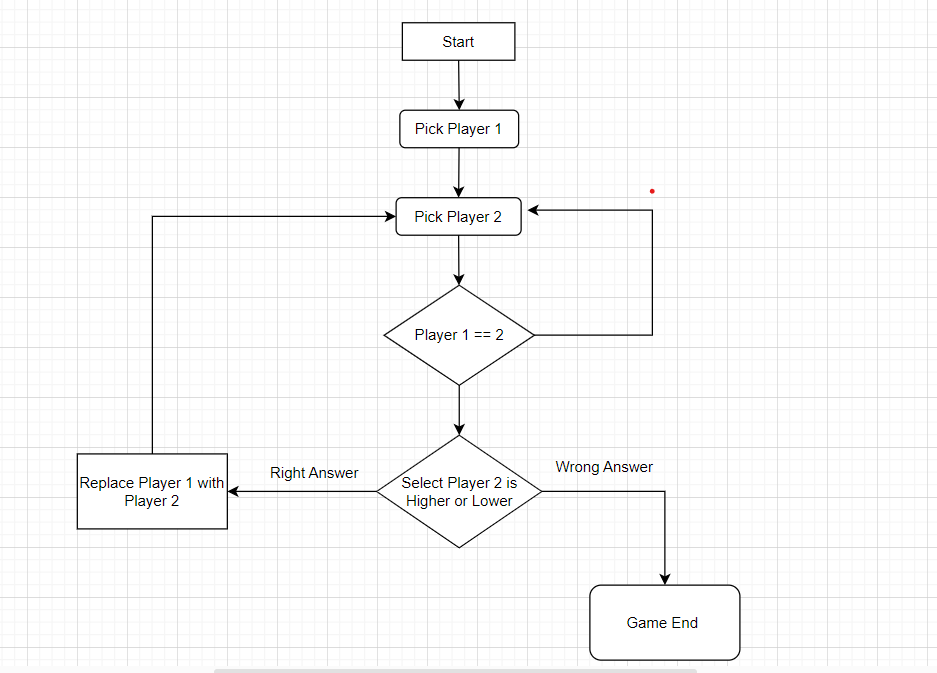 Start
Pick Player 1
Pick Player 2
Player 1 == 2
Right Answer
Wrong Answer
Replace Player 1 with
Player 2
Select Player 2 is
Higher or Lower
Game End